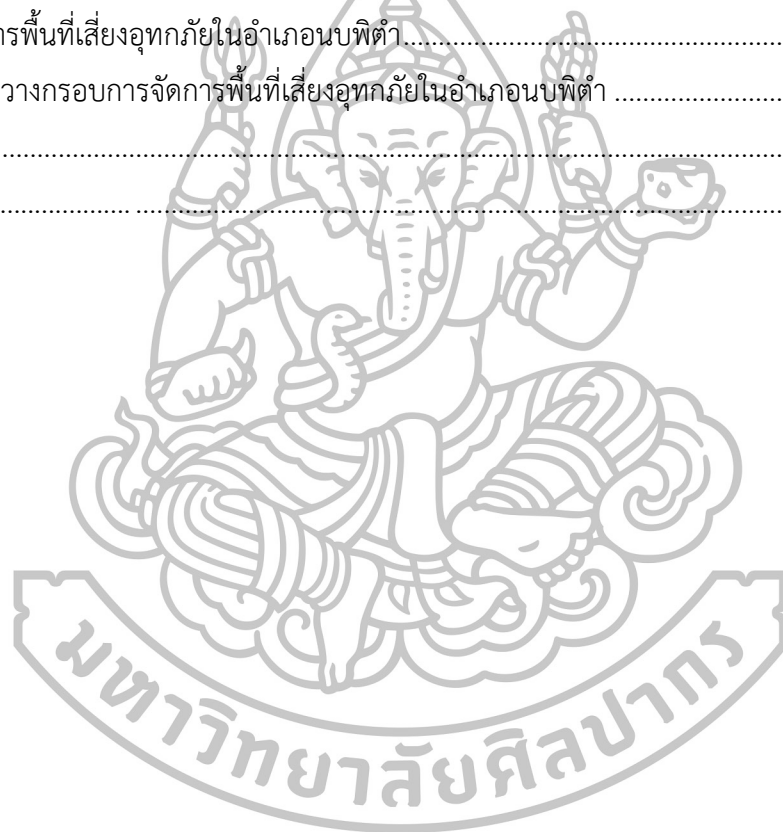 ารพื้นที่เสี่ยงอุทกภัยในอำเภอนบพิตำ..........................................................
วางกรอบการจัดการพื้นที่เสี่ยงอุทกภัยในอำเภอนบพิตำ ..............................
....................................................................................................................
.................... ..............................................................................................
มหาวิทยาลัยศิลปากร